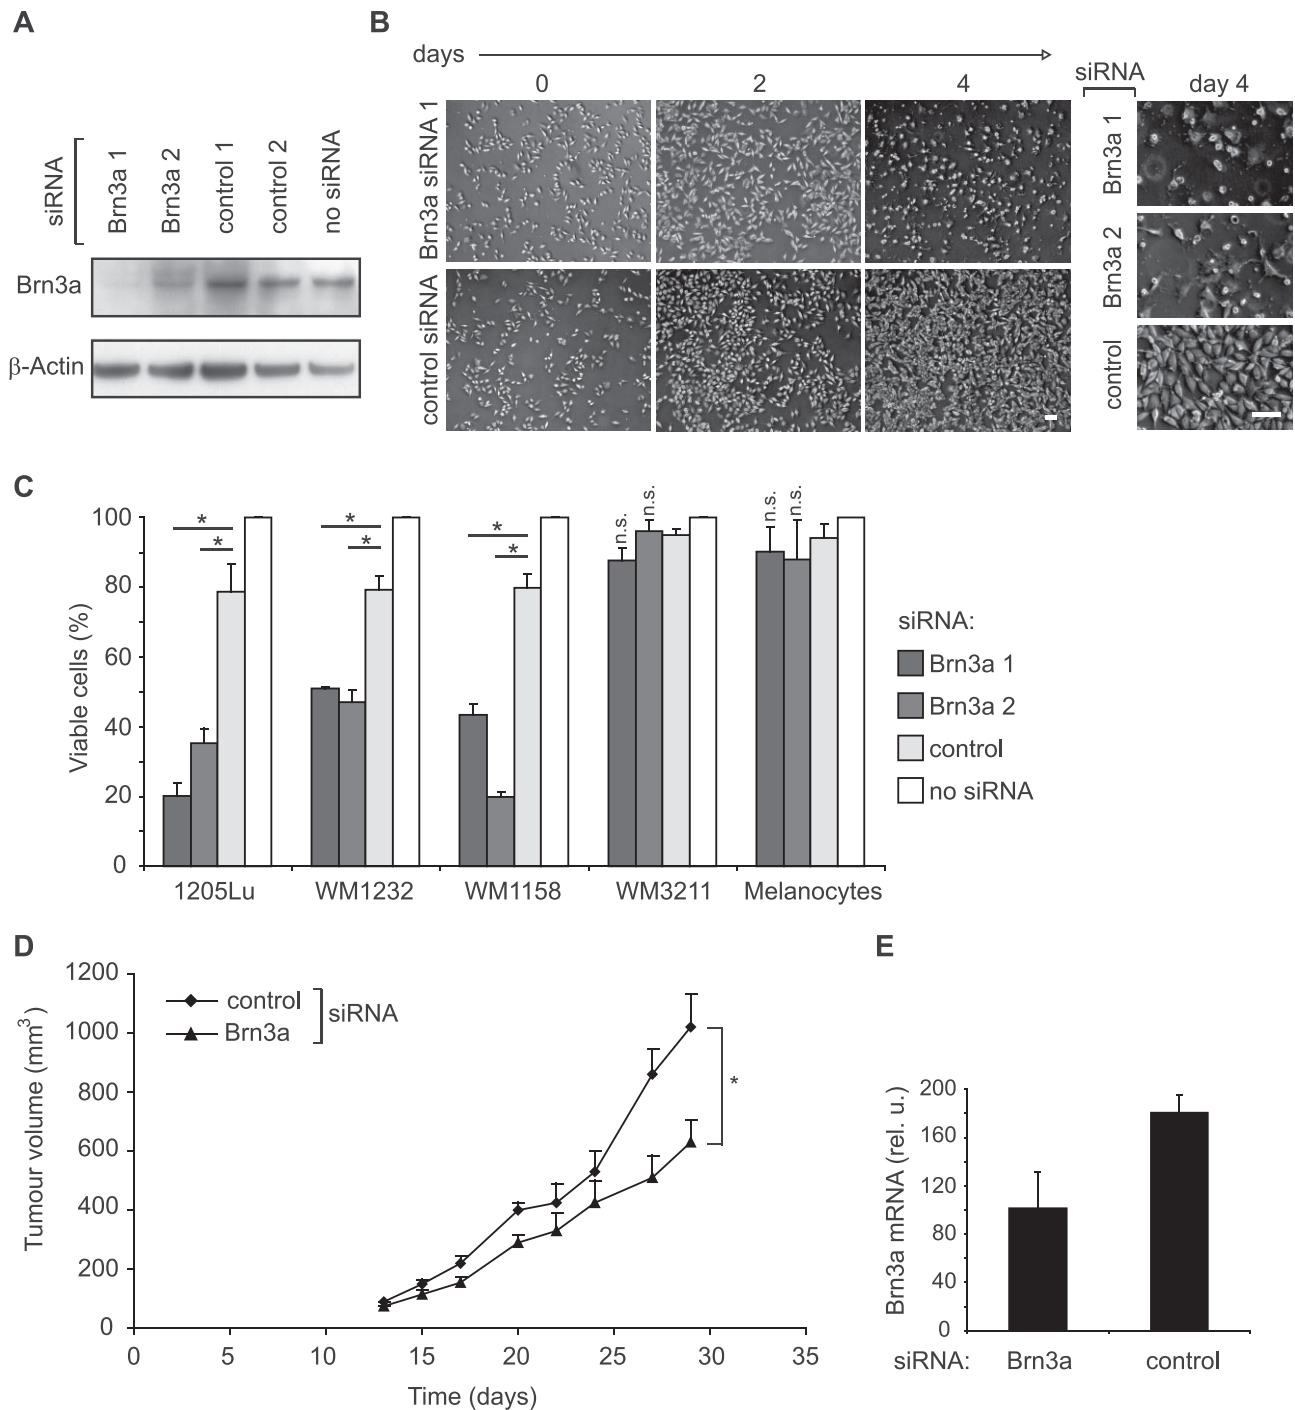 A
siRNA
Brn3a 1
Brn3a 2
control 1
control 2
no siRNA
Brn3a
β-Actin
B
days
0 2 4
Brn3a siRNA 1
control siRNA
siRNA
day 4
Brn3a 1
Brn3a 2
control
C
Viable cells (%)
100
80
60
40
20
0
*
*
*
*
*
*
n.s.
n.s.
n.s.
n.s.
1205Lu WM1232 WM1158 WM3211 Melanocytes
siRNA:
Brn3a 1
Brn3a 2
control
no siRNA
D
Tumour volume (mm³)
1200
1000
800
600
400
200
0
control
Brn3a
siRNA
*
0 5 10 15 20 25 30 35
Time (days)
E
Brn3a mRNA (rel. u.)
200
160
120
80
40
0
siRNA: Brn3a control